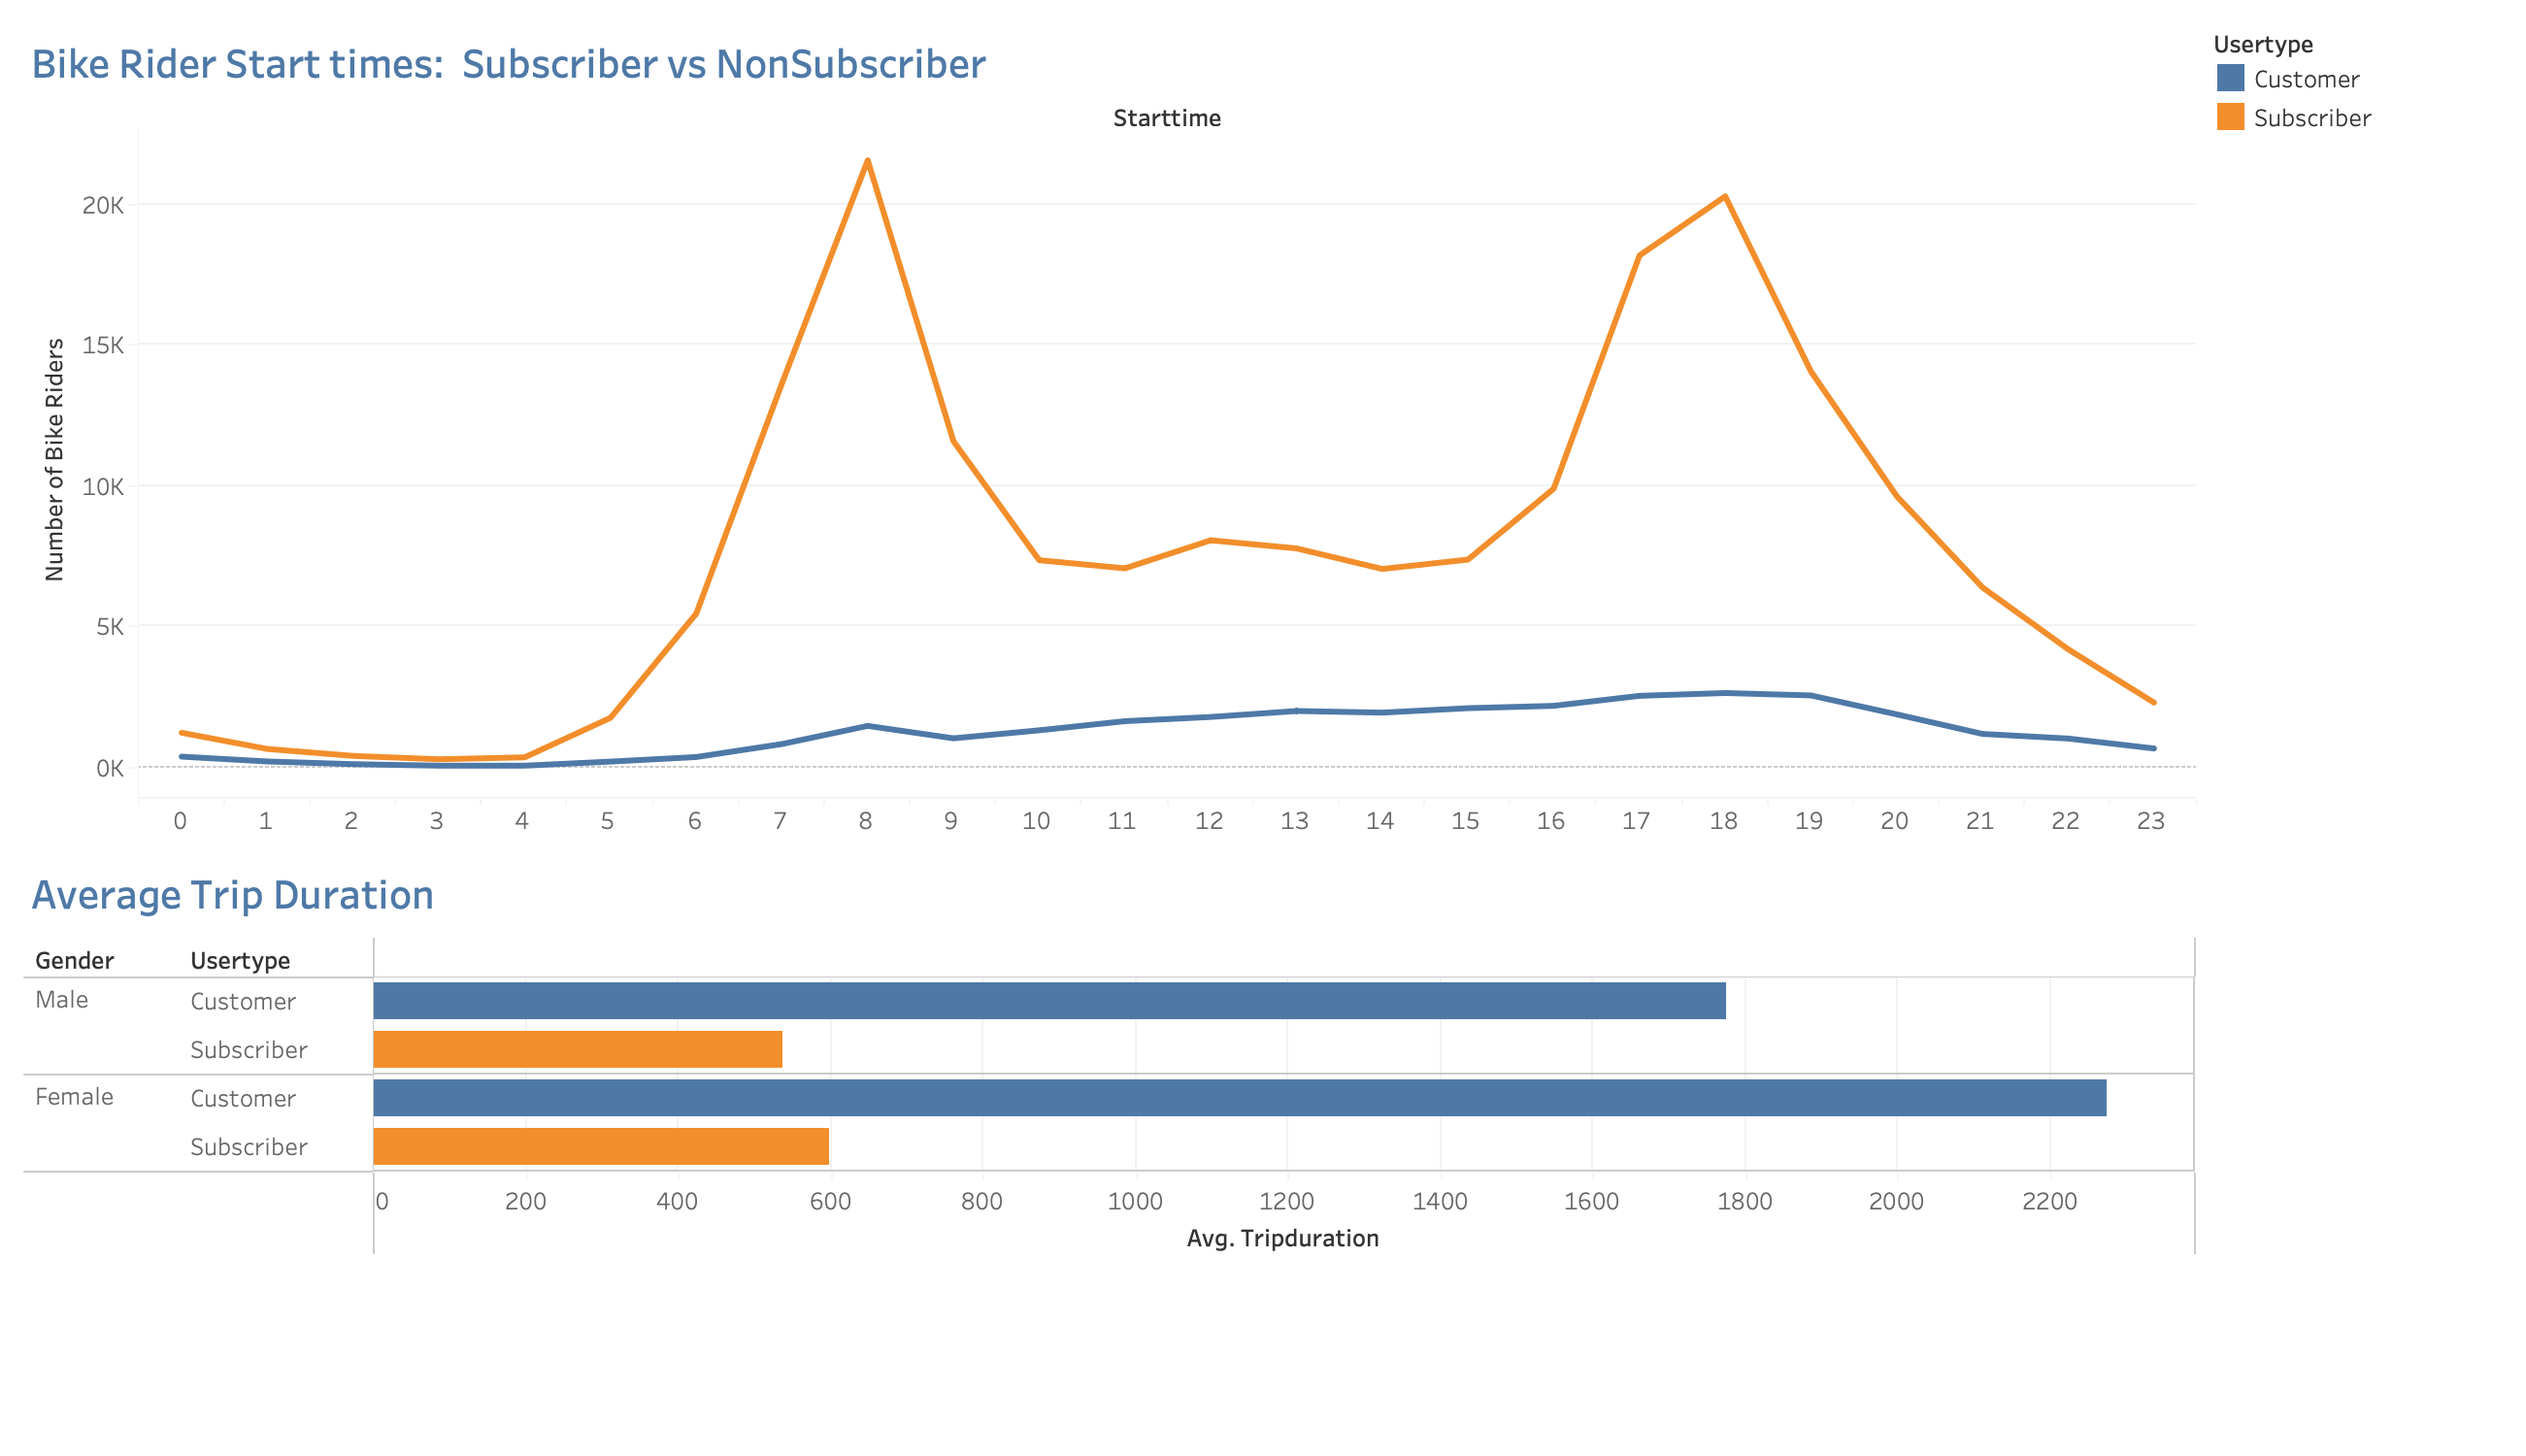 Bike Rider Start times:  Subscriber vs NonSubscriber
Usertype
Customer
Subscriber
Starttime
Number of Bike Riders
20K
15K
10K
5K
0K
0 1 2 3 4 5 6 7 8 9 10 11 12 13 14 15 16 17 18 19 20 21 22 23
Average Trip Duration
Gender Usertype
Male Customer
Subscriber
Female Customer
Subscriber
0 200 400 600 800 1000 1200 1400 1600 1800 2000 2200
Avg. Tripduration